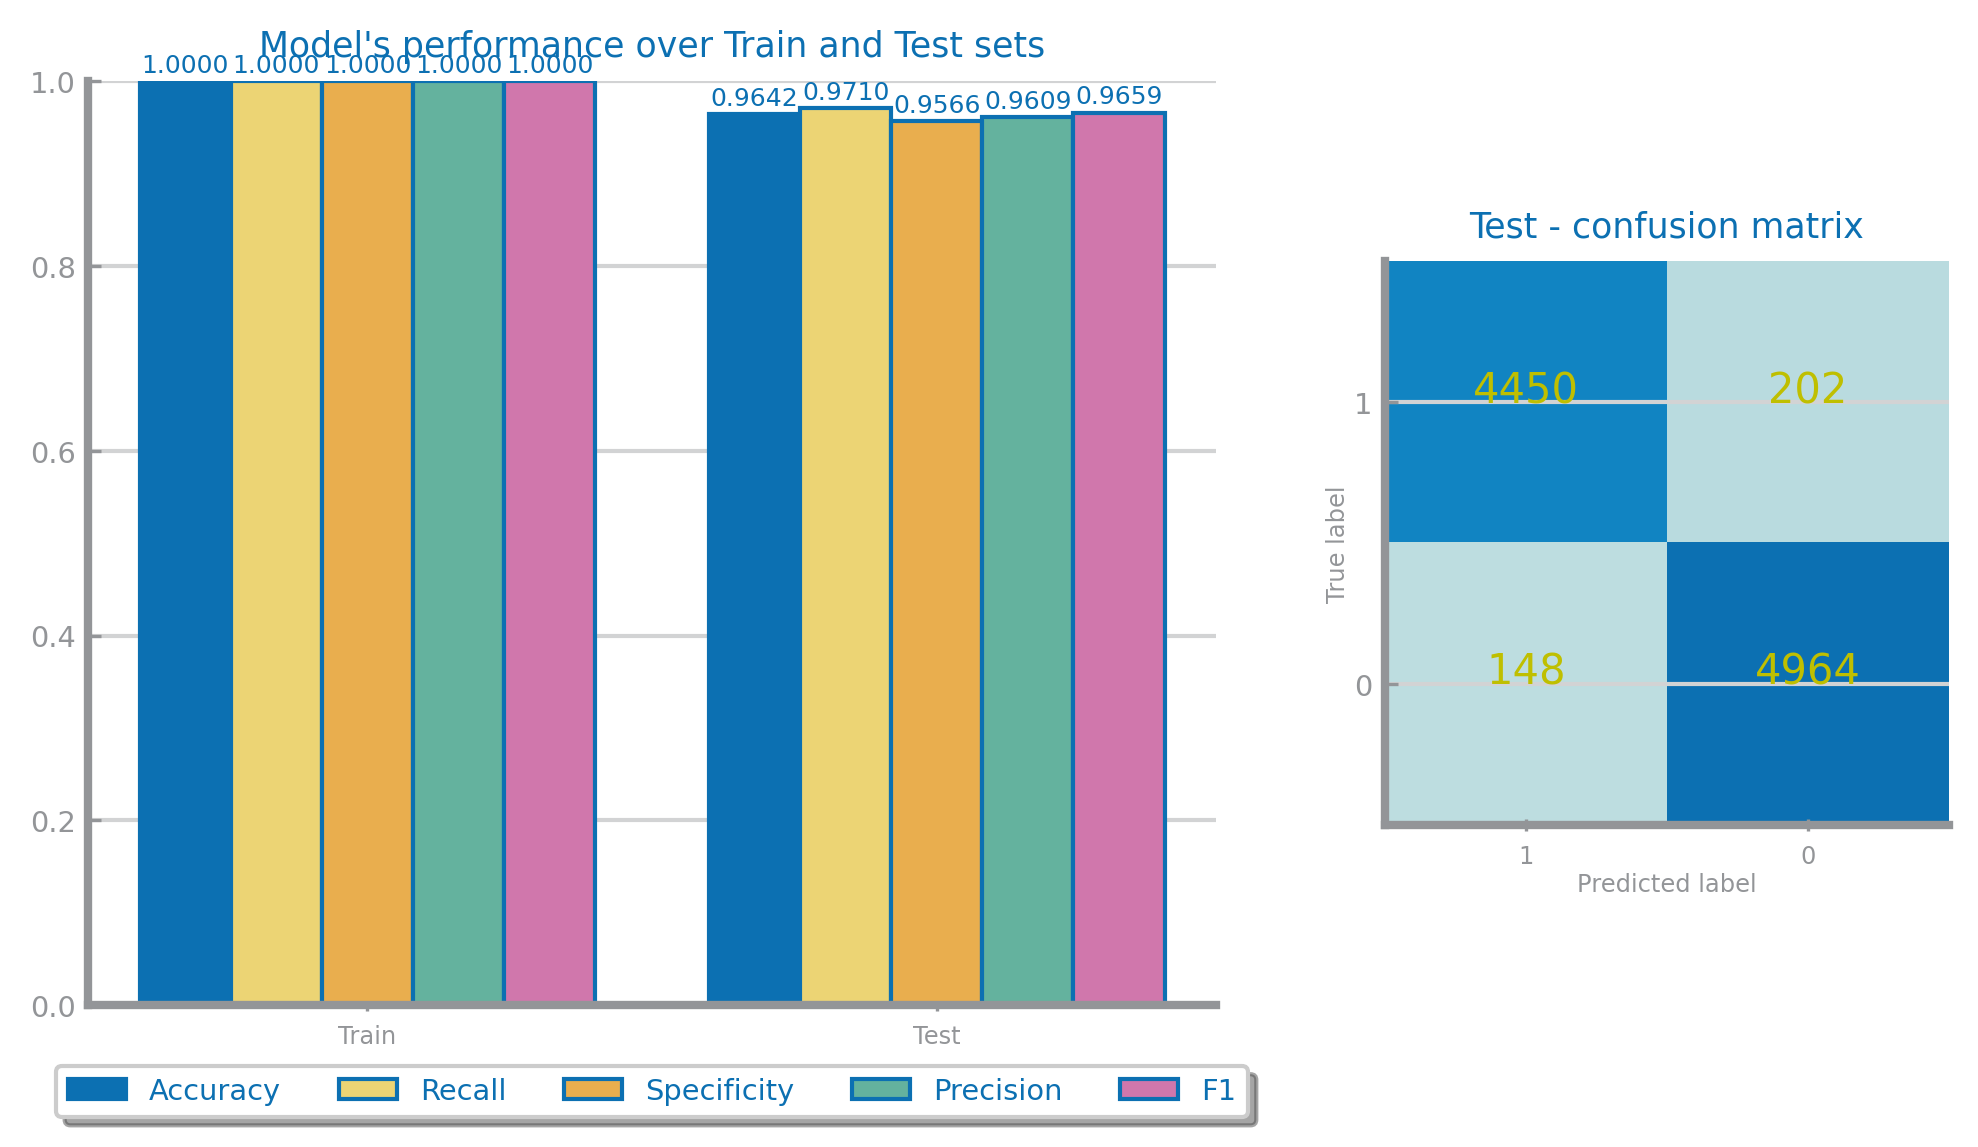 Model's performance over Train and Test sets
1.0000 1.0000 1.0000 1.0000 1.0000
0.9642 0.9710 0.9566 0.9609 0.9659
1.0
0.8
0.6
0.4
0.2
0.0
Train Test
Accuracy Recall Specificity Precision F1
Test - confusion matrix
True label
1 4450 202
0 148 4964
1 0
Predicted label